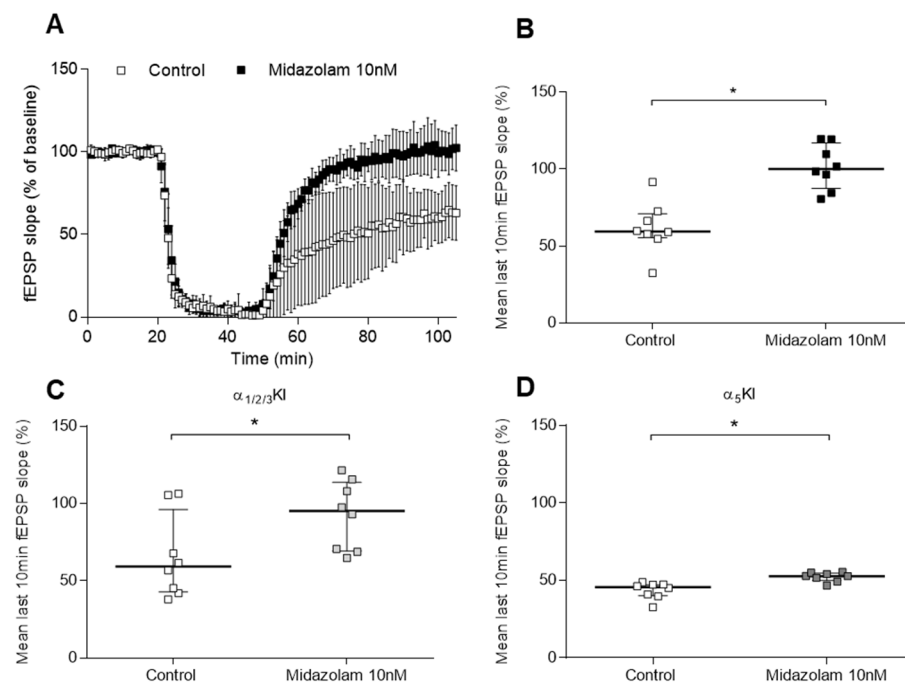 A
Control Midazolam 10nM
fEPSP slope (% of baseline)
150
100
50
0
0 20 40 60 80 100
Time (min)
B
Mean last 10min fEPSP slope (%)
150
100
50
0
*
Control Midazolam 10nM
C
α1/2/3KI
Mean last 10min fEPSP slope (%)
150
100
50
0
*
Control Midazolam 10nM
D
α5KI
Mean last 10min fEPSP slope (%)
150
100
50
0
*
Control Midazolam 10nM